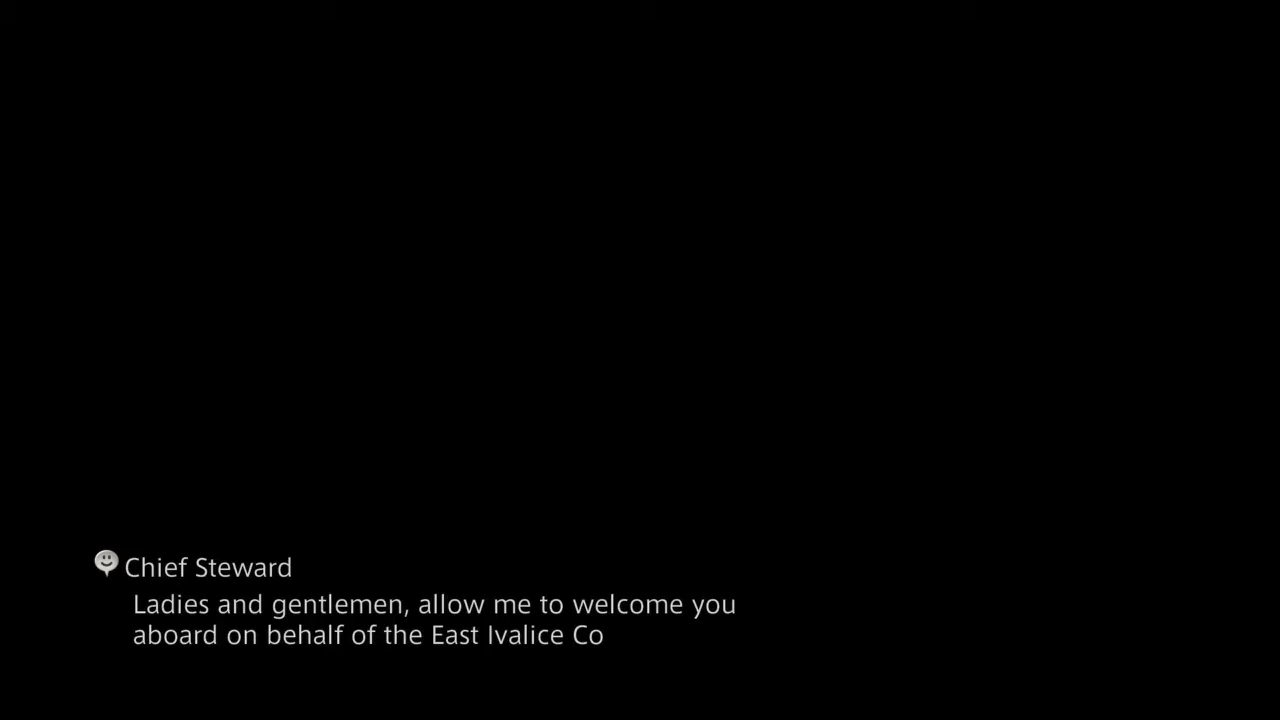 Chief Steward
Ladies and gentlemen, allow me to welcome you
aboard on behalf of the East Ivalice Co